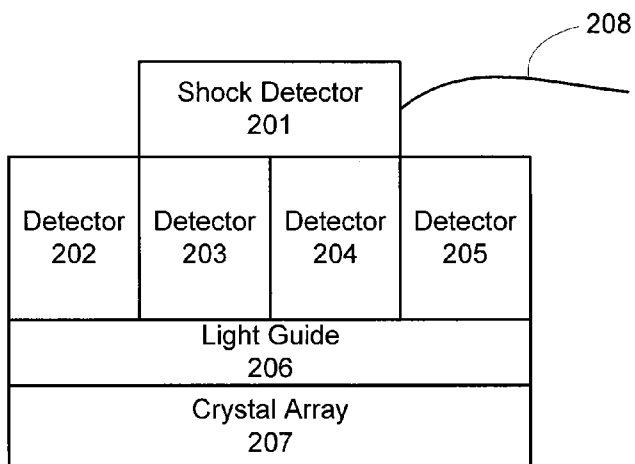 208
Shock Detector
201
Detector
202
Detector
203
Detector
204
Detector
205
Light Guide
206
Crystal Array
207